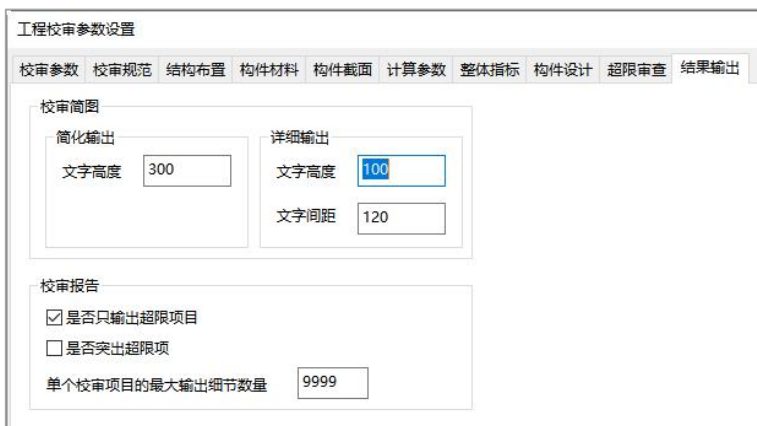 工程校审参数设置
校审参数 校审规范 结构布置 构件材料 构件截面 计算参数 整体指标 构件设计 超限审查 结果输出
校审简图
简化输出 详细输出
文字高度 300 文字高度 100
文字间距 120
校审报告
是否只输出超限项目
是否突出超限项
单个校审项目的最大输出细节数量 9999